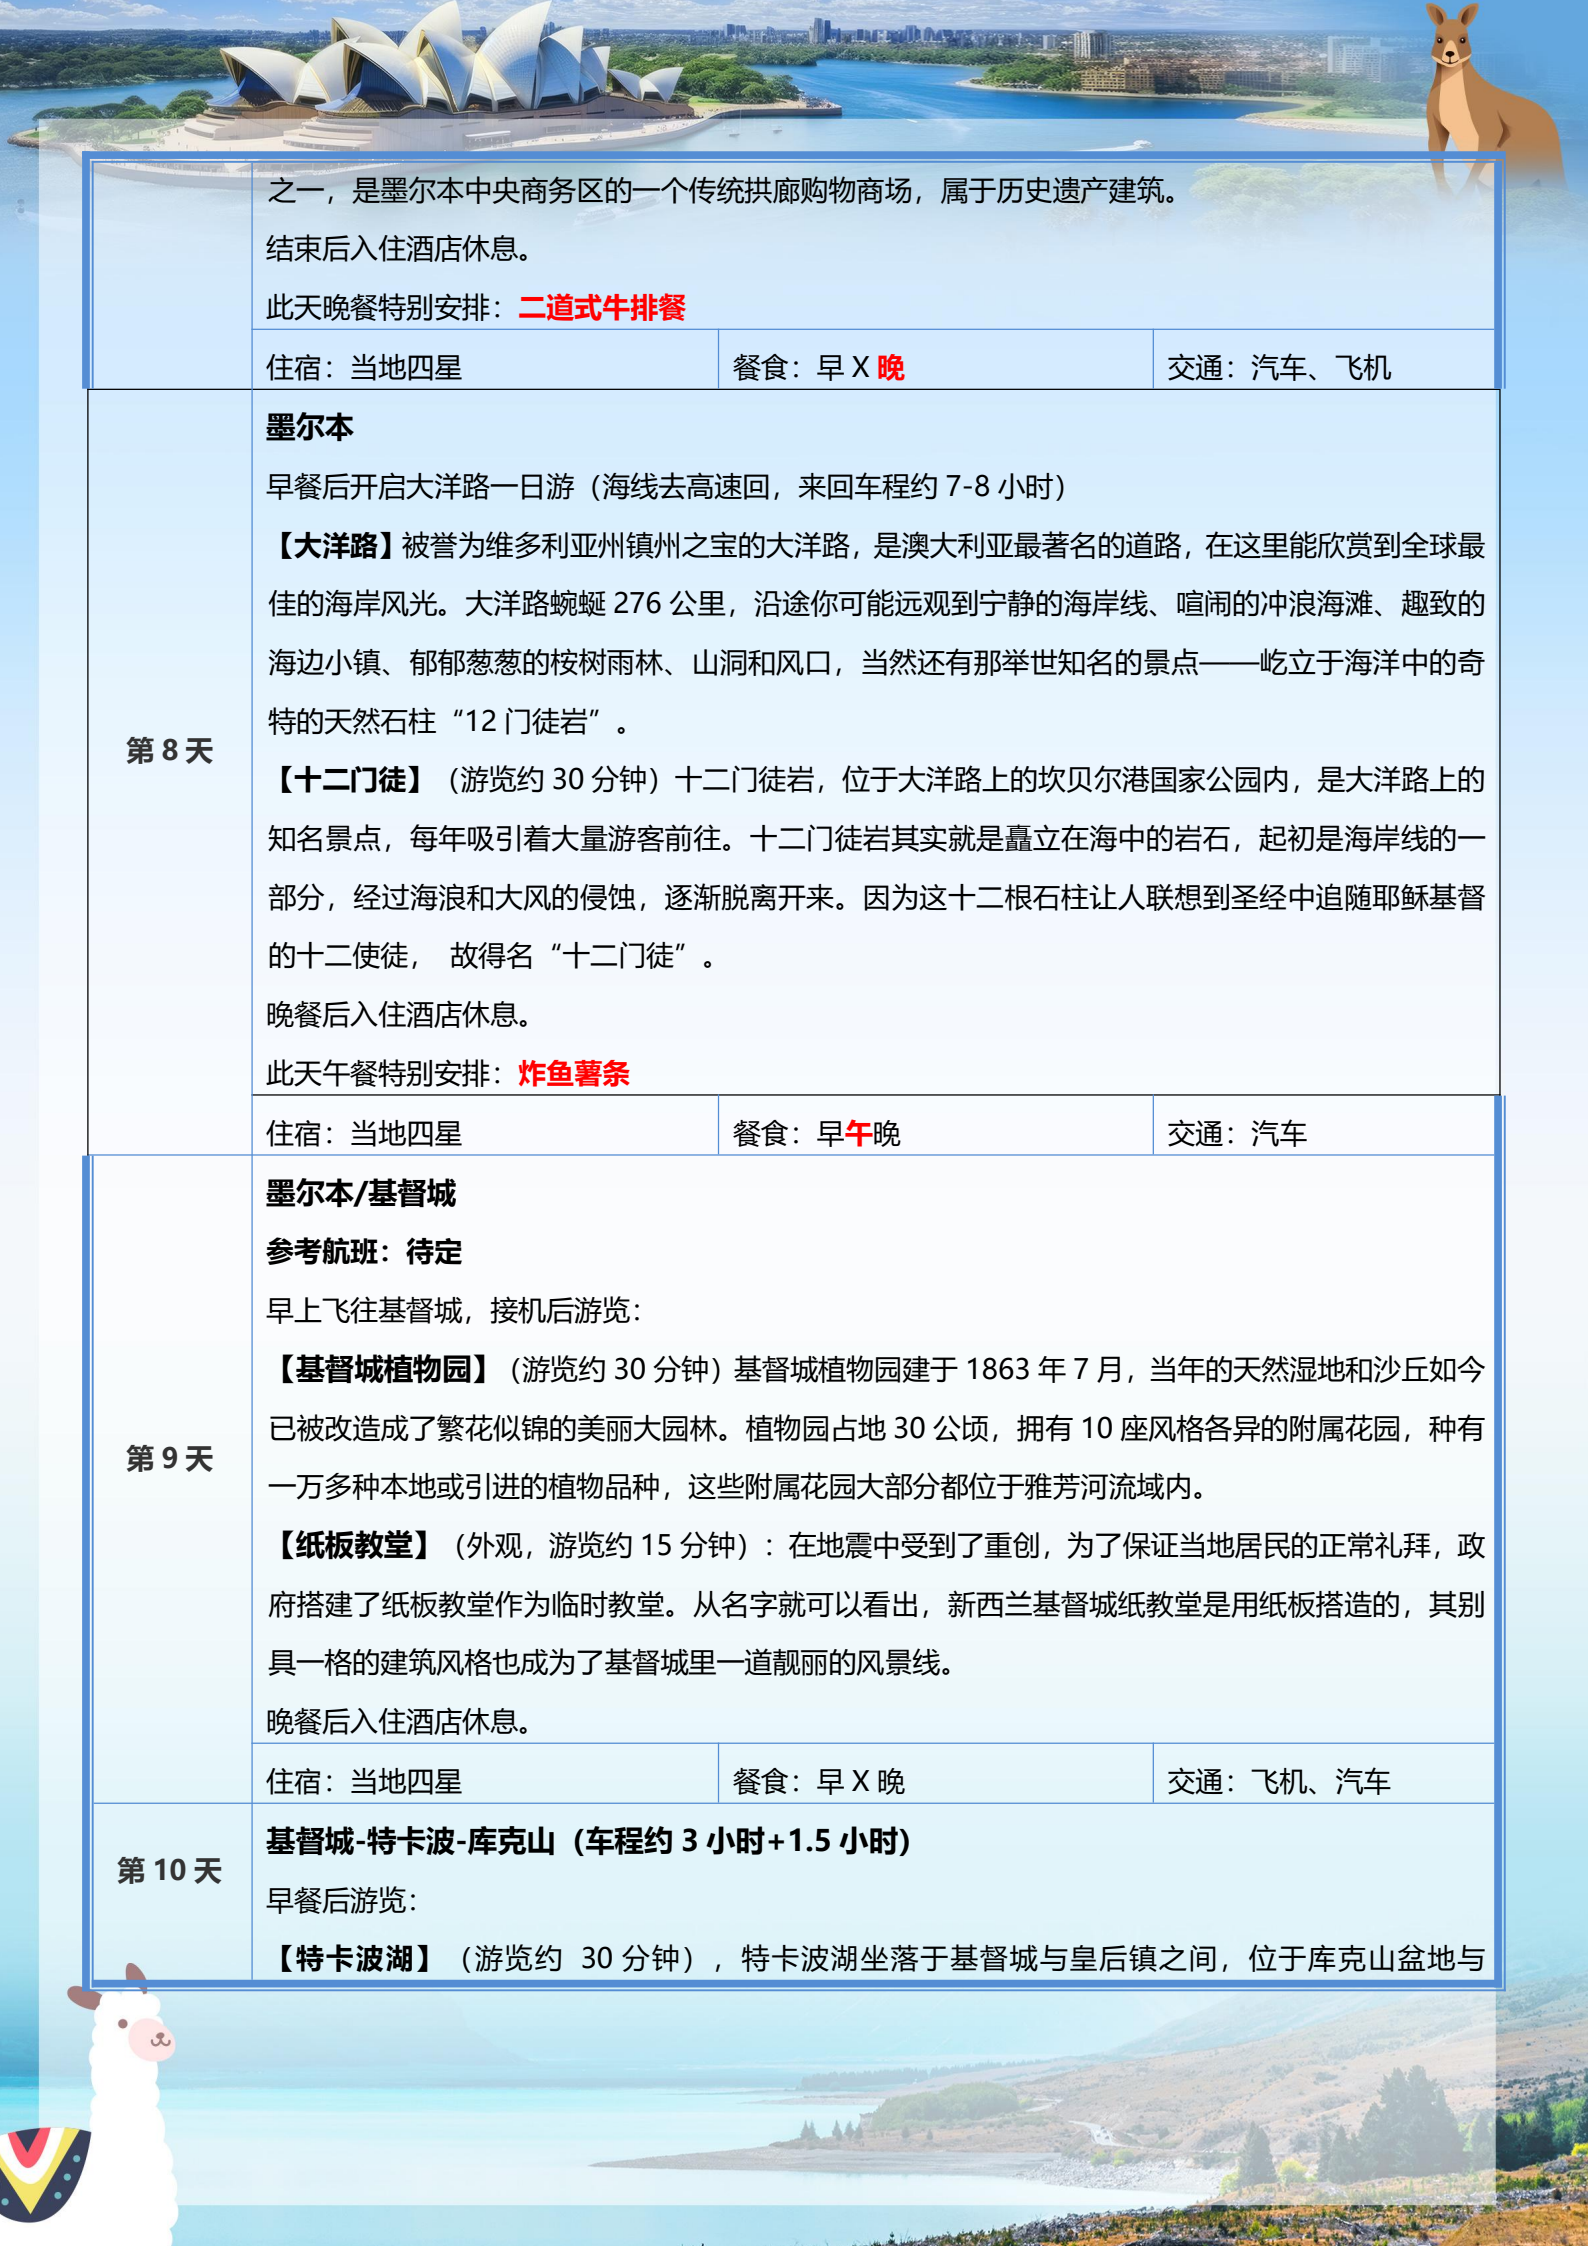 之一，是墨尔本中央商务区的一个传统拱廊购物商场，属于历史遗产建筑。
结束后入住酒店休息。
此天晚餐特别安排：二道式牛排餐
住宿：当地四星
餐食：早 X 晚
交通：汽车、飞机
第 8 天
墨尔本
早餐后开启大洋路一日游（海线去高速回，来回车程约 7-8 小时）
【大洋路】被誉为维多利亚州镇州之宝的大洋路，是澳大利亚最著名的道路，在这里能欣赏到全球最
佳的海岸风光。大洋路蜿蜒 276 公里，沿途你可能远观到宁静的海岸线、喧闹的冲浪海滩、趣致的
海边小镇、郁郁葱葱的桉树雨林、山洞和风口，当然还有那举世知名的景点——屹立于海洋中的奇
特的天然石柱“12 门徒岩”。
【十二门徒】（游览约 30 分钟）十二门徒岩，位于大洋路上的坎贝尔港国家公园内，是大洋路上的
知名景点，每年吸引着大量游客前往。十二门徒岩其实就是矗立在海中的岩石，起初是海岸线的一
部分，经过海浪和大风的侵蚀，逐渐脱离开来。因为这十二根石柱让人联想到圣经中追随耶稣基督
的十二使徒， 故得名“十二门徒”。
晚餐后入住酒店休息。
此天午餐特别安排：炸鱼薯条
住宿：当地四星
餐食：早午晚
交通：汽车
第 9 天
墨尔本/基督城
参考航班：待定
早上飞往基督城，接机后游览：
【基督城植物园】（游览约 30 分钟）基督城植物园建于 1863 年 7 月，当年的天然湿地和沙丘如今
已被改造成了繁花似锦的美丽大园林。植物园占地 30 公顷，拥有 10 座风格各异的附属花园，种有
一万多种本地或引进的植物品种，这些附属花园大部分都位于雅芳河流域内。
【纸板教堂】（外观，游览约 15 分钟）：在地震中受到了重创，为了保证当地居民的正常礼拜，政
府搭建了纸板教堂作为临时教堂。从名字就可以看出，新西兰基督城纸教堂是用纸板搭造的，其别
具一格的建筑风格也成为了基督城里一道靓丽的风景线。
晚餐后入住酒店休息。
住宿：当地四星
餐食：早 X 晚
交通：飞机、汽车
第 10 天
基督城-特卡波-库克山（车程约 3 小时+1.5 小时）
早餐后游览：
【特卡波湖】（游览约 30 分钟），特卡波湖坐落于基督城与皇后镇之间，位于库克山盆地与